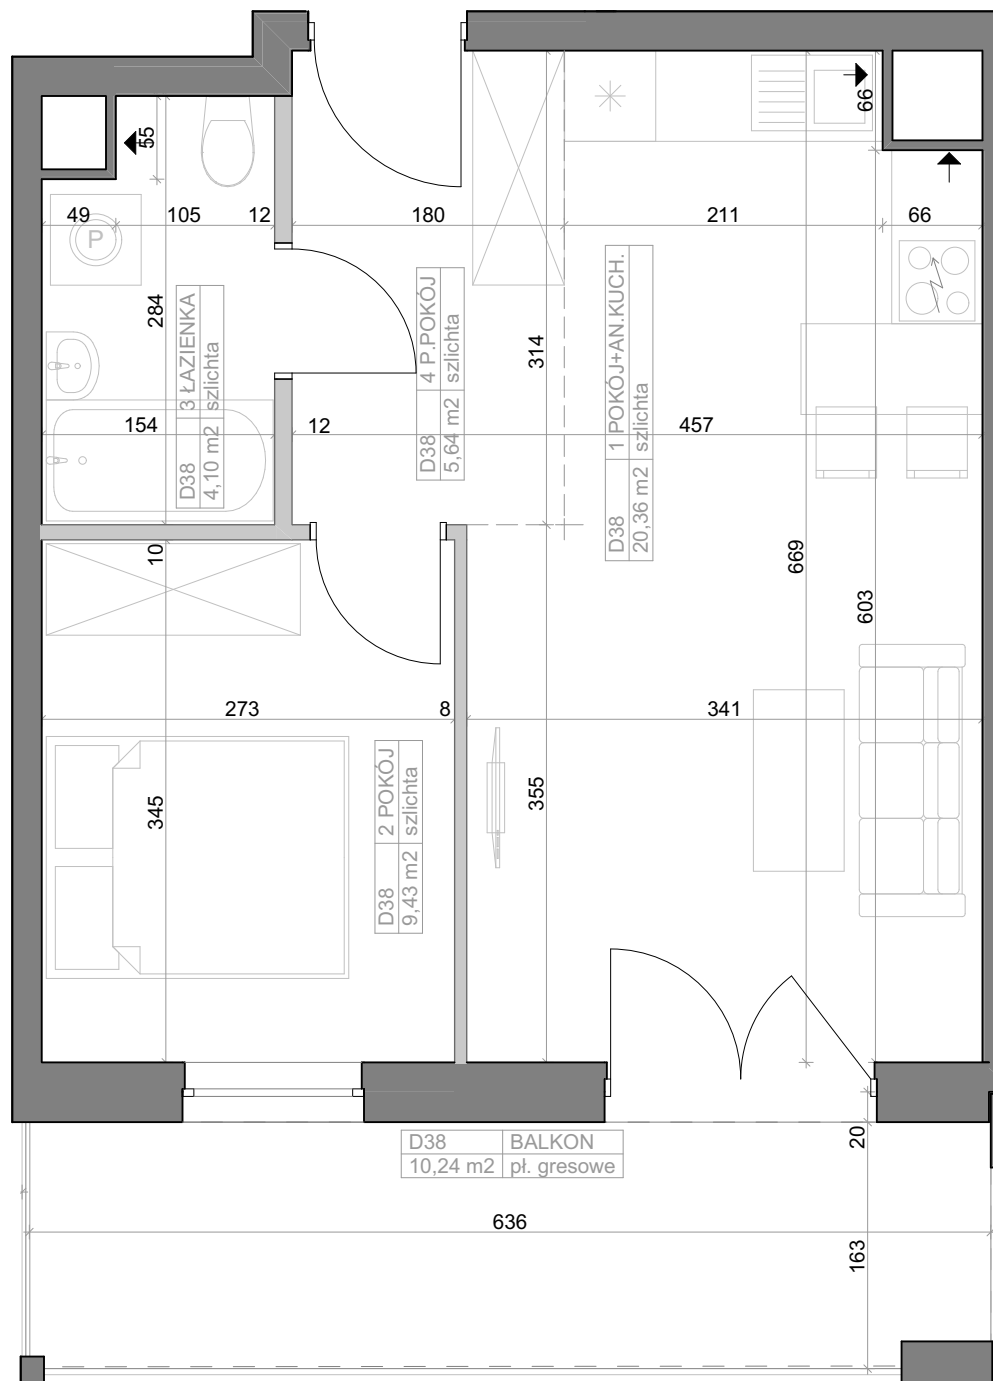 55
66
49 105 12 180 211 66
P
284
D38 3 ŁAZIENKA
4,10 m2 szlichta
D38 4 P.POKÓJ
5,64 m2 szlichta
314
D38 1 POKÓJ+AN.KUCH.
20,36 m2 szlichta
154 12 457
10
669
603
273 8 341
345
D38 2 POKÓJ
9,43 m2 szlichta
355
D38 BALKON
10,24 m2 pł. gresowe
20
636
163